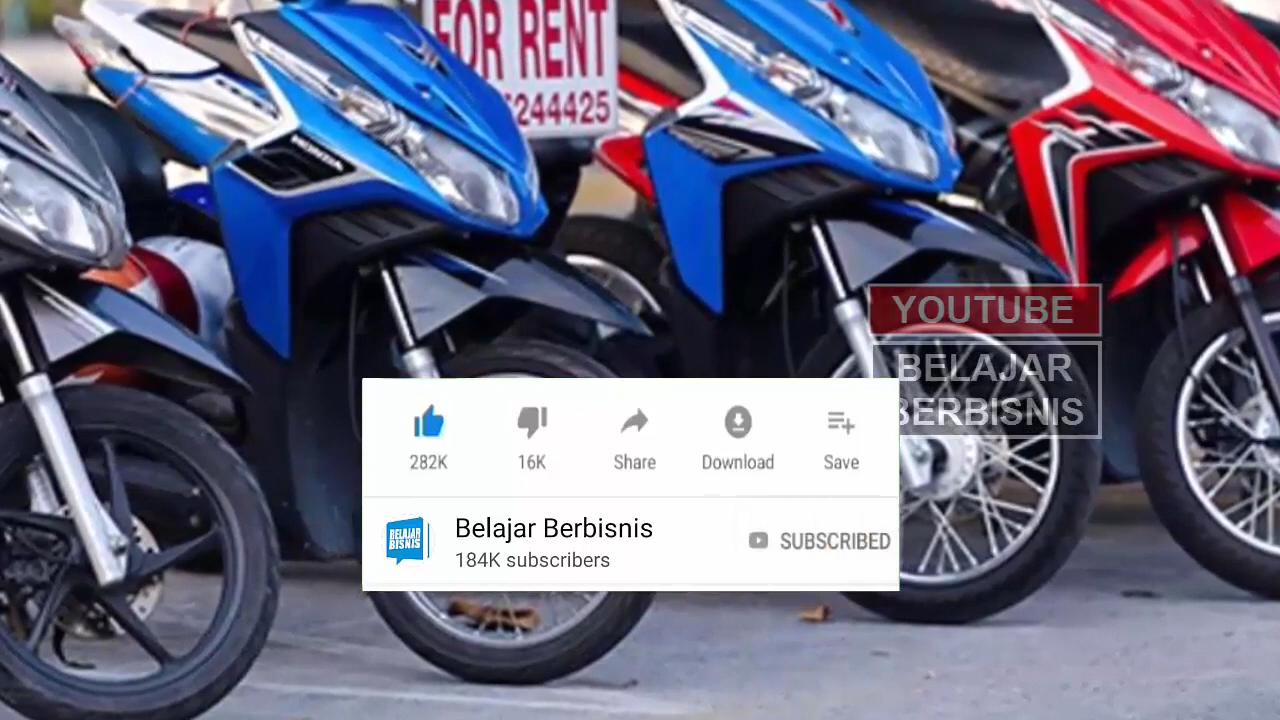 FOR RENT
244425
HONDA
YOUTUBE
BELAJAR
BERBISNIS
282K
16K
Share
Download
Save
BELAJAR
BISNIS
Belajar Berbisnis
184K subscribers
SUBSCRIBED